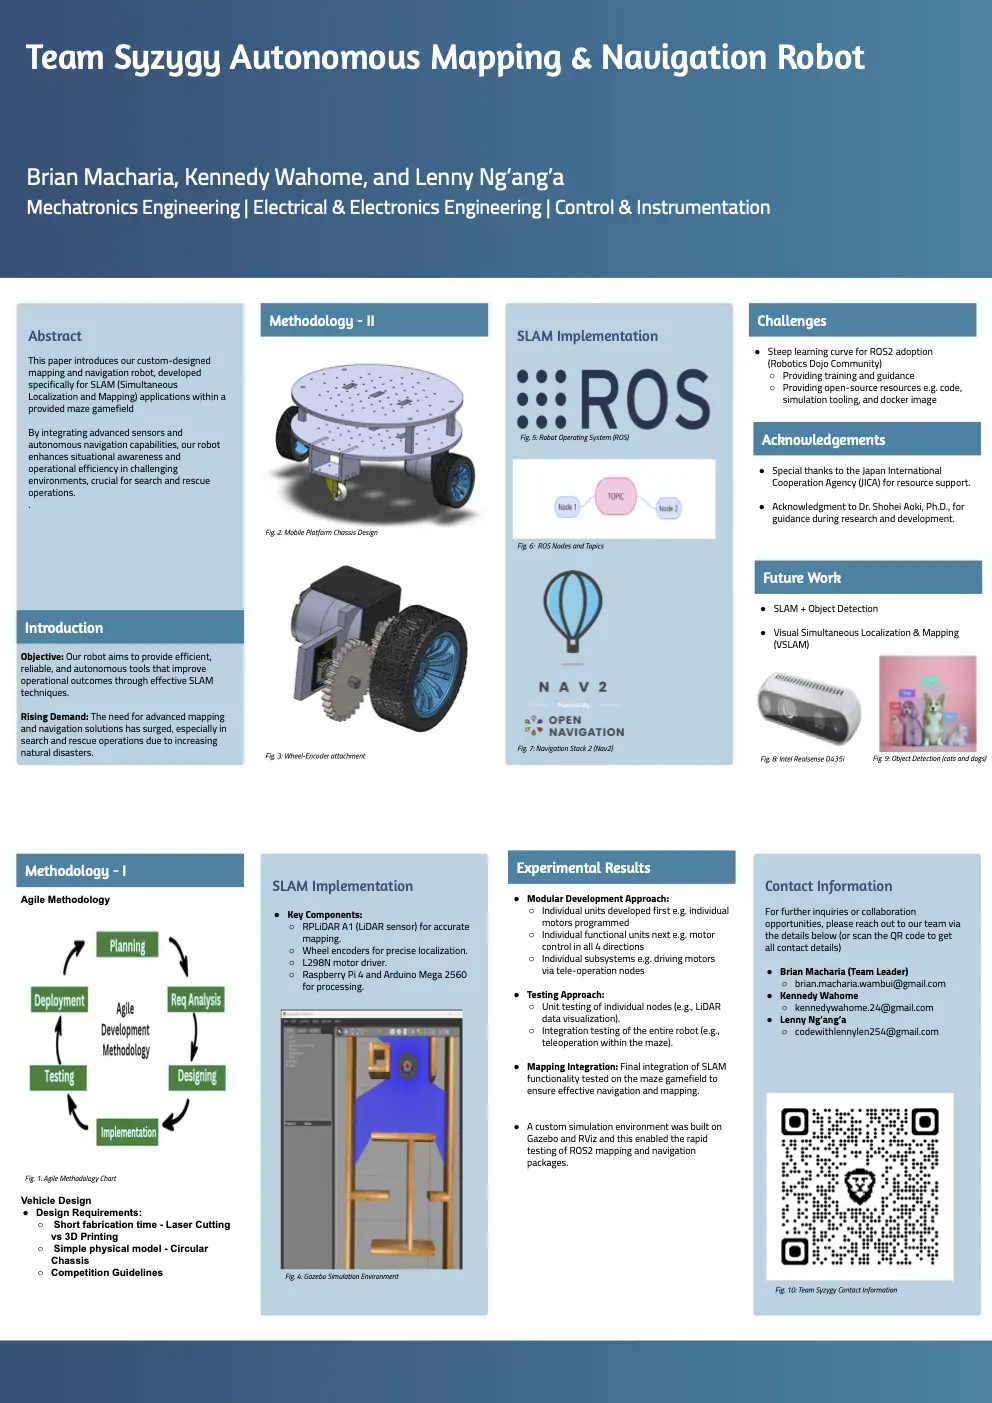 Team Syzygy Autonomous Mapping & Navigation Robot
Brian Macharia, Kennedy Wahome, and Lenny Ng'ang'a
Mechatronics Engineering | Electrical & Electronics Engineering | Control & Instrumentation
Abstract
This paper introduces our custom-designed
mapping and navigation robot, developed
specifically for SLAM (Simultaneous
Localization and Mapping) applications within a
provided maze gamefield
By integrating advanced sensors and
autonomous navigation capabilities, our robot
enhances situational awareness and
operational efficiency in challenging
environments, crucial for search and rescue
operations.
.
Introduction
Objective: Our robot aims to provide efficient,
reliable, and autonomous tools that improve
operational outcomes through effective SLAM
techniques.
Rising Demand: The need for advanced mapping
and navigation solutions has surged, especially in
search and rescue operations due to increasing
natural disasters.
Methodology - I
Agile Methodology
Planning
Req Analysis
Designing
Implementation
Testing
Deployment
Agile
Development
Methodology
Fig. 1: Agile Methodology Chart
Vehicle Design
● Design Requirements:
○ Short fabrication time - Laser Cutting
vs 3D Printing
○ Simple physical model - Circular
Chassis
○ Competition Guidelines
Methodology - II
Fig. 2: Mobile Platform Chassis Design
Fig. 3: Wheel-Encoder attachment
SLAM Implementation
● Key Components:
○ RPLiDAR A1 (LiDAR sensor) for accurate
mapping.
○ Wheel encoders for precise localization.
○ L298N motor driver.
○ Raspberry Pi 4 and Arduino Mega 2560
for processing.
Fig. 4: Gazebo Simulation Environment
SLAM Implementation
ROS
Fig. 5: Robot Operating System (ROS)
Node 1
TOPIC
Node 2
Fig. 6: ROS Nodes and Topics
NAV2
Powered By
OPEN
NAVIGATION
Fig. 7: Navigation Stack 2 (Nav2)
Experimental Results
● Modular Development Approach:
○ Individual units developed first e.g. individual
motors programmed
○ Individual functional units next e.g. motor
control in all 4 directions
○ Individual subsystems e.g. driving motors
via tele-operation nodes
● Testing Approach:
○ Unit testing of individual nodes (e.g., LiDAR
data visualization).
○ Integration testing of the entire robot (e.g.,
teleoperation within the maze).
● Mapping Integration: Final integration of SLAM
functionality tested on the maze gamefield to
ensure effective navigation and mapping.
● A custom simulation environment was built on
Gazebo and RViz and this enabled the rapid
testing of ROS2 mapping and navigation
packages.
Challenges
● Steep learning curve for ROS2 adoption
(Robotics Dojo Community)
○ Providing training and guidance
○ Providing open-source resources e.g. code,
simulation tooling, and docker image
Acknowledgements
● Special thanks to the Japan International
Cooperation Agency (JICA) for resource support.
● Acknowledgment to Dr. Shohei Aoki, Ph.D., for
guidance during research and development.
Future Work
● SLAM + Object Detection
● Visual Simultaneous Localization & Mapping
(VSLAM)
Fig. 8: Intel Realsense D435i
Fig. 9: Object Detection (cats and dogs)
Contact Information
For further inquiries or collaboration
opportunities, please reach out to our team via
the details below (or scan the QR code to get
all contact details)
● Brian Macharia (Team Leader)
○ brian.macharia.wambui@gmail.com
● Kennedy Wahome
○ kennedywahome.24@gmail.com
● Lenny Ng'ang'a
○ codewithlennylen254@gmail.com
Fig. 10: Team Syzygy Contact Information